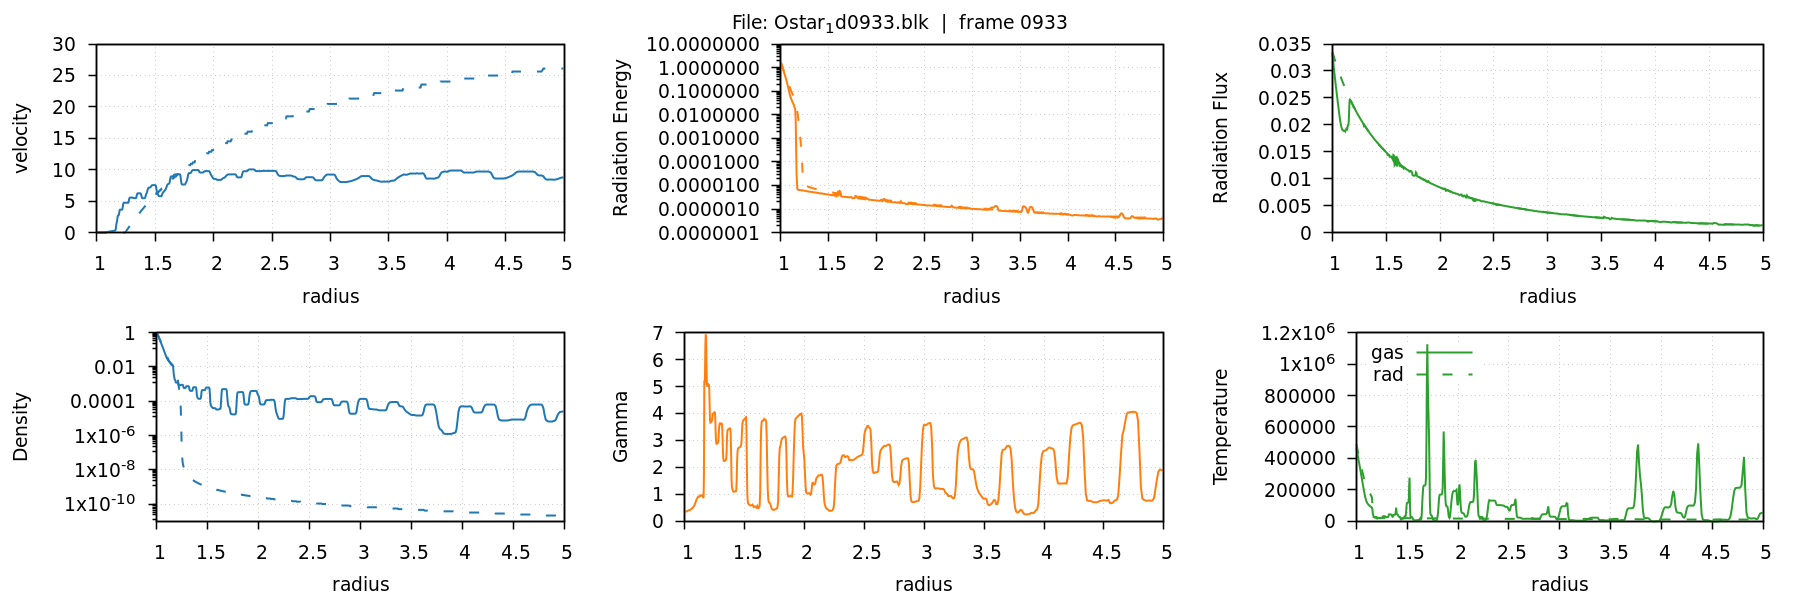 File: Ostar1d0933.blk | frame 0933
30
25
20
15
10
5
0
velocity
1 1.5 2 2.5 3 3.5 4 4.5 5
radius
10.0000000
1.0000000
0.1000000
0.0100000
0.0010000
0.0001000
0.0000100
0.0000010
0.0000001
Radiation Energy
1 1.5 2 2.5 3 3.5 4 4.5 5
radius
0.035
0.03
0.025
0.02
0.015
0.01
0.005
0
Radiation Flux
1 1.5 2 2.5 3 3.5 4 4.5 5
radius
1
0.01
0.0001
1x10-6
1x10-8
1x10-10
Density
1 1.5 2 2.5 3 3.5 4 4.5 5
radius
7
6
5
4
3
2
1
0
Gamma
1 1.5 2 2.5 3 3.5 4 4.5 5
radius
1.2x106
1x106
800000
600000
400000
200000
0
Temperature
gas
rad
1 1.5 2 2.5 3 3.5 4 4.5 5
radius